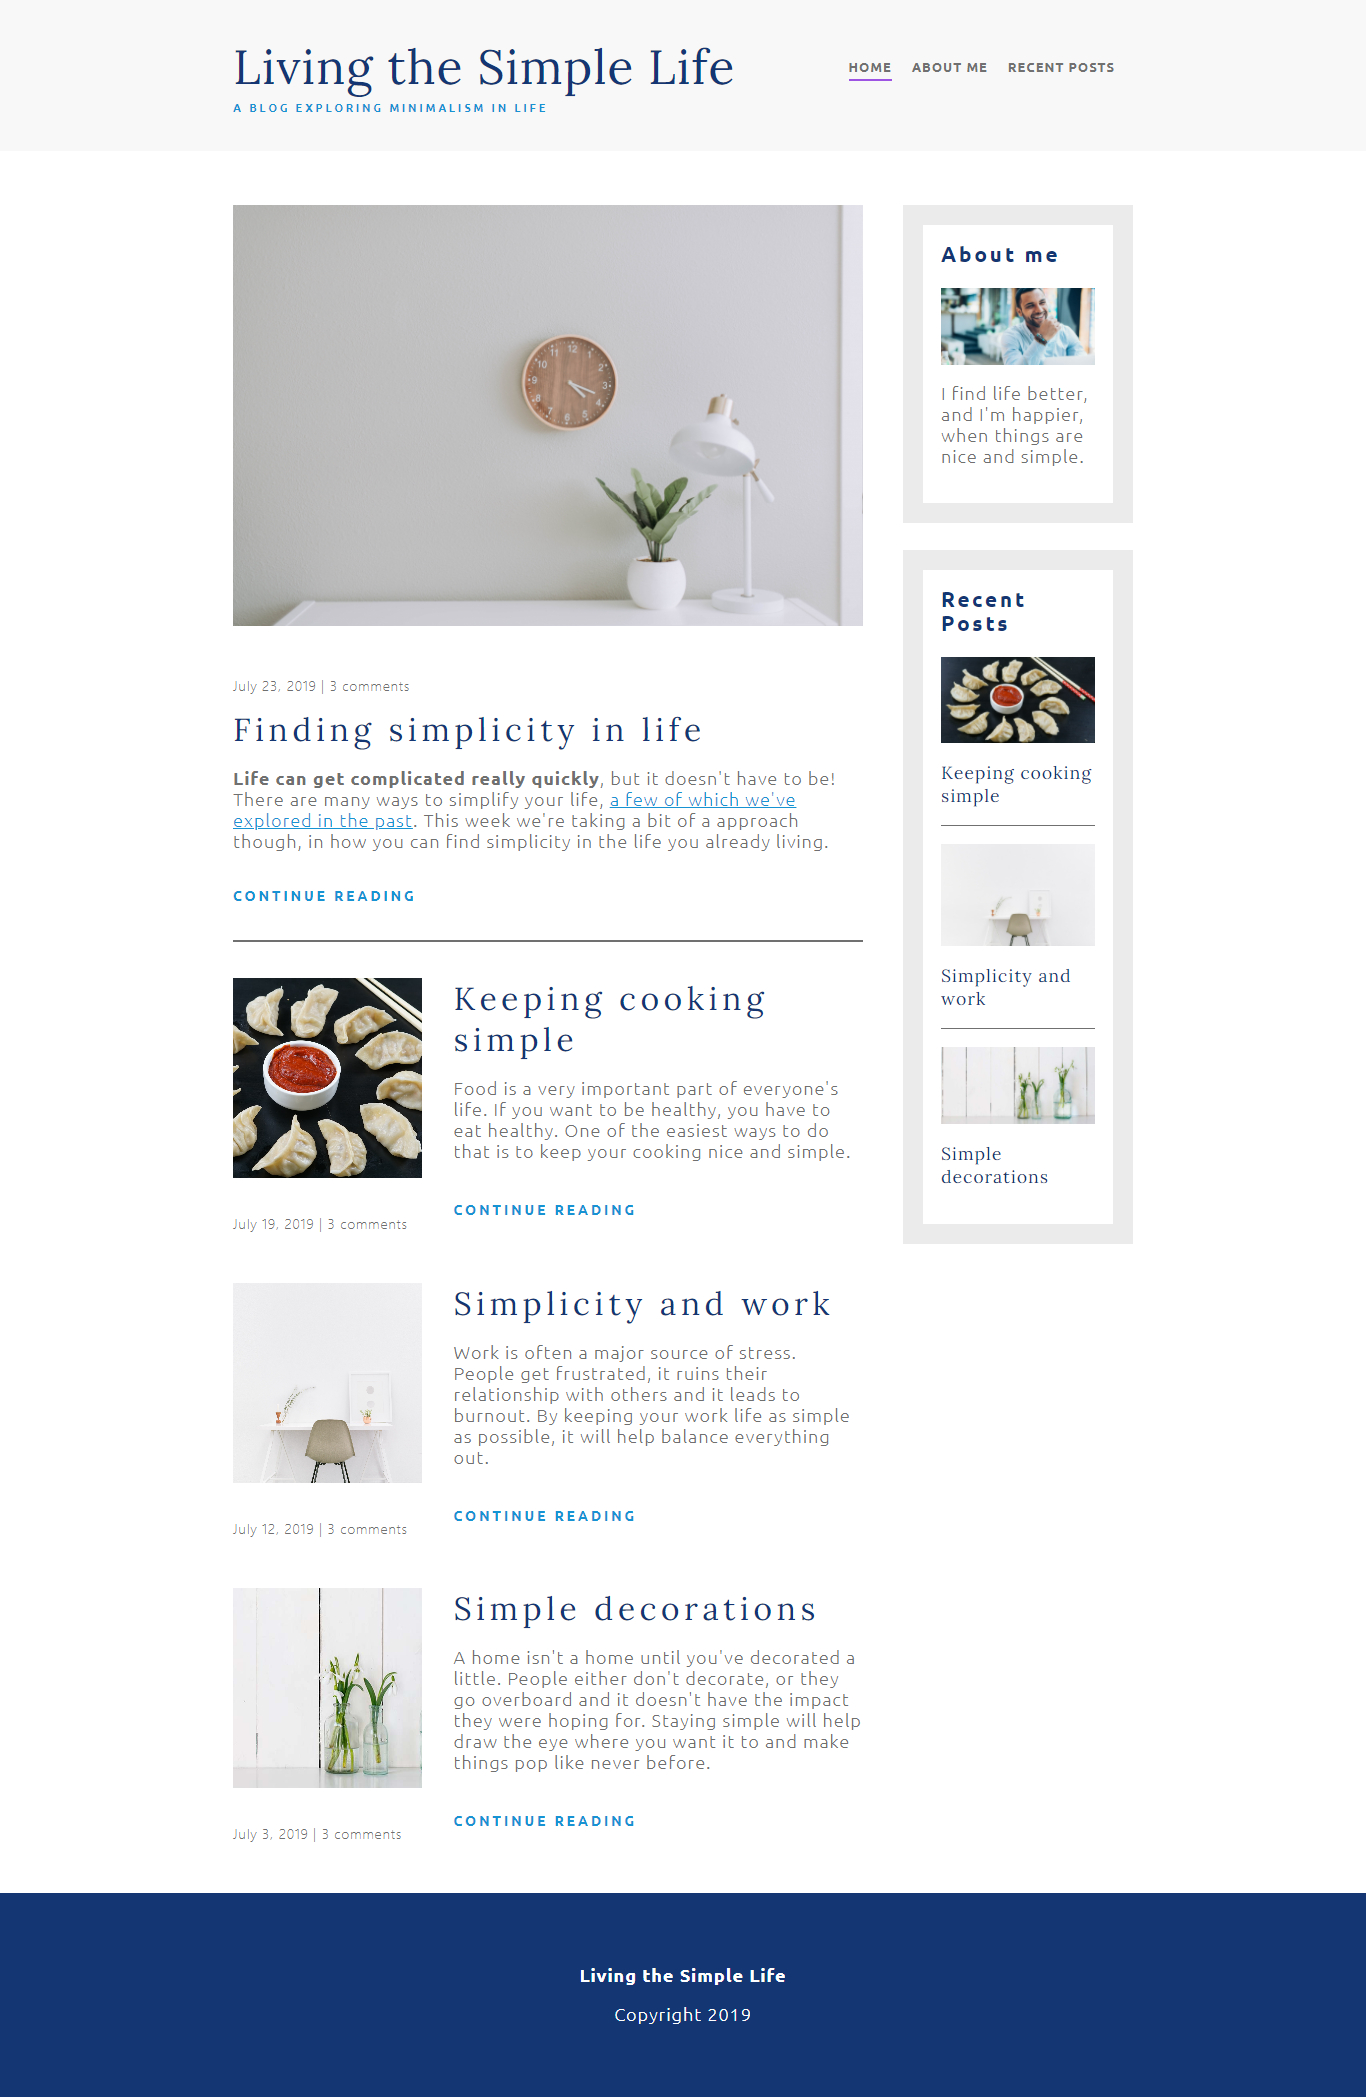 Living the Simple Life
A BLOG EXPLORING MINIMALISM IN LIFE
HOME ABOUT ME RECENT POSTS
July 23, 2019 | 3 comments
Finding simplicity in life
Life can get complicated really quickly, but it doesn't have to be!
There are many ways to simplify your life, a few of which we've
explored in the past. This week we're taking a bit of a approach
though, in how you can find simplicity in the life you already living.
CONTINUE READING
Keeping cooking
simple
Food is a very important part of everyone's
life. If you want to be healthy, you have to
eat healthy. One of the easiest ways to do
that is to keep your cooking nice and simple.
CONTINUE READING
July 19, 2019 | 3 comments
Simplicity and work
Work is often a major source of stress.
People get frustrated, it ruins their
relationship with others and it leads to
burnout. By keeping your work life as simple
as possible, it will help balance everything
out.
CONTINUE READING
July 12, 2019 | 3 comments
Simple decorations
A home isn't a home until you've decorated a
little. People either don't decorate, or they
go overboard and it doesn't have the impact
they were hoping for. Staying simple will help
draw the eye where you want it to and make
things pop like never before.
CONTINUE READING
July 3, 2019 | 3 comments
About me
I find life better,
and I'm happier,
when things are
nice and simple.
Recent
Posts
Keeping cooking
simple
Simplicity and
work
Simple
decorations
Living the Simple Life
Copyright 2019